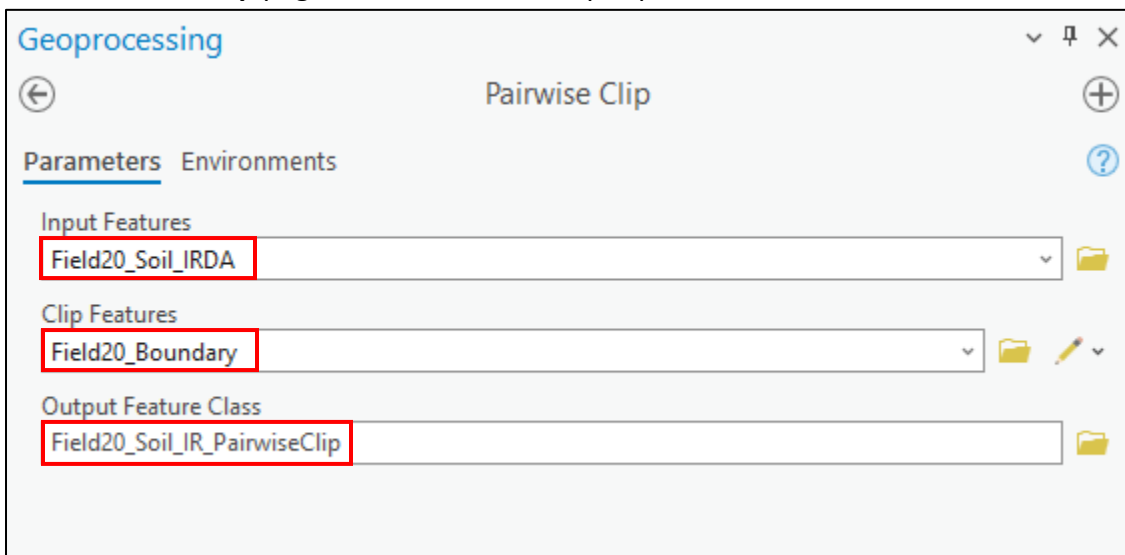 Geoprocessing
Pairwise Clip
Parameters Environments
Input Features
Field20_Soil_IRDA
Clip Features
Field20_Boundary
Output Feature Class
Field20_Soil_IR_PairwiseClip